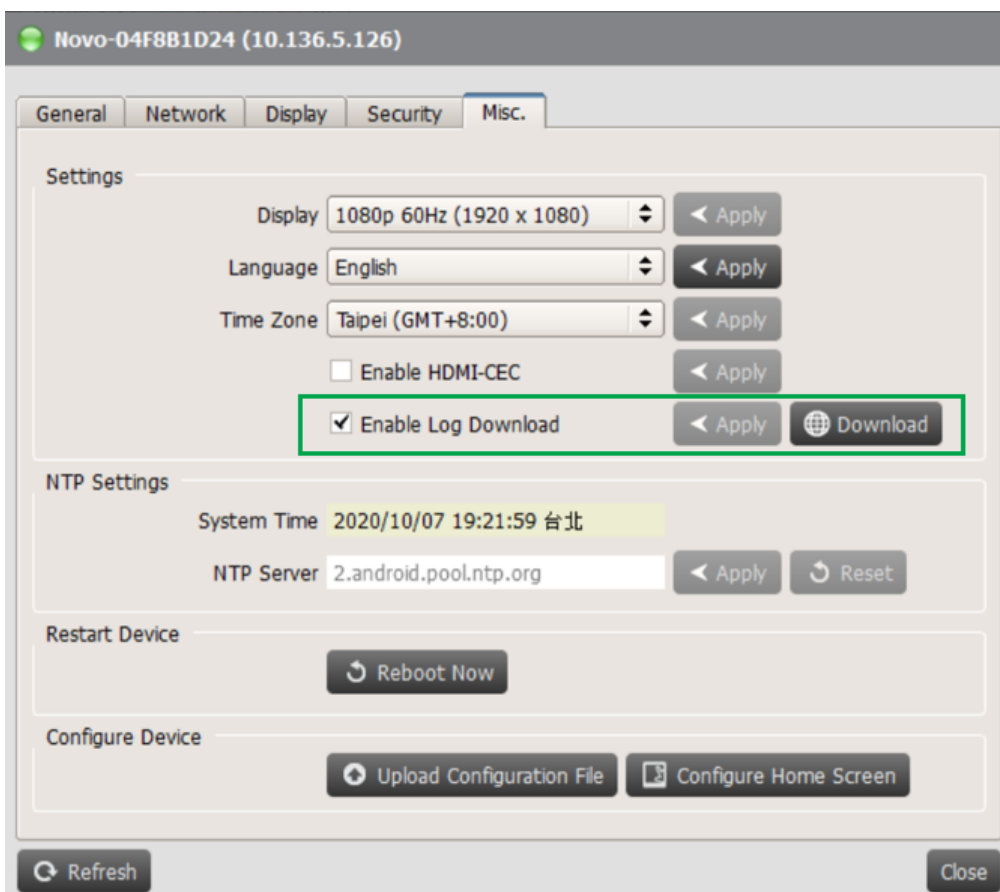 Novo-04F8B1D24 (10.136.5.126)
General Network Display Security Misc.
Settings
Display 1080p 60Hz (1920 x 1080) Apply
Language English Apply
Time Zone Taipei (GMT+8:00) Apply
Enable HDMI-CEC Apply
Enable Log Download Apply Download
NTP Settings
System Time 2020/10/07 19:21:59 台北
NTP Server 2.android.pool.ntp.org Apply Reset
Restart Device
Reboot Now
Configure Device
Upload Configuration File Configure Home Screen
Refresh Close